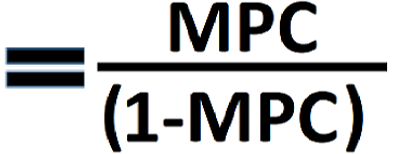 = MPC
(1-MPC)